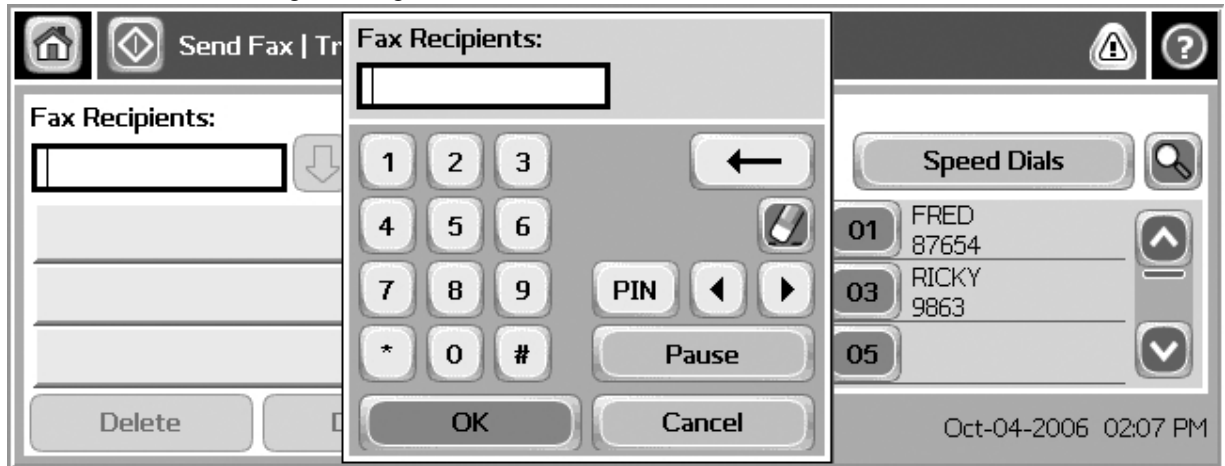 Send Fax | Tr
Fax Recipients:
?
Fax Recipients:
1 2 3
4 5 6
7 8 9 PIN
* 0 # Pause
OK Cancel
Speed Dials
01 FRED
87654
03 RICKY
9863
05
Delete D
Oct-04-2006 02:07 PM